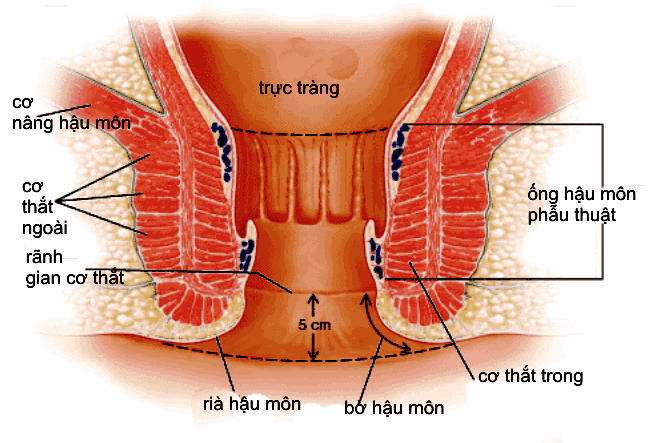 trực tràng
cơ
nâng hậu môn
cơ
thắt
ngoài
rãnh
gian cơ thắt
ống hậu môn
phẫu thuật
5 cm
cơ thắt trong
rià hậu môn
bờ hậu môn